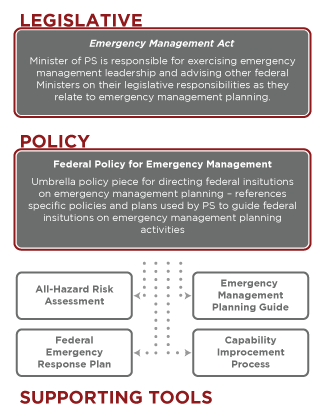 LEGISLATIVE
Emergency Management Act
Minister of PS is responsible for exercising emergency
management leadership and advising other federal
Ministers on their legislative responsibilities as they
relate to emergency management planning.
POLICY
Federal Policy for Emergency Management
Umbrella policy piece for directing federal insitutions
on emergency management planning – references
specific policies and plans used by PS to guide federal
insitutions on emergency management planning
activities
All-Hazard Risk
Assessment
Emergency
Management
Planning Guide
Federal
Emergency
Response Plan
Capability
Improcement
Process
SUPPORTING TOOLS